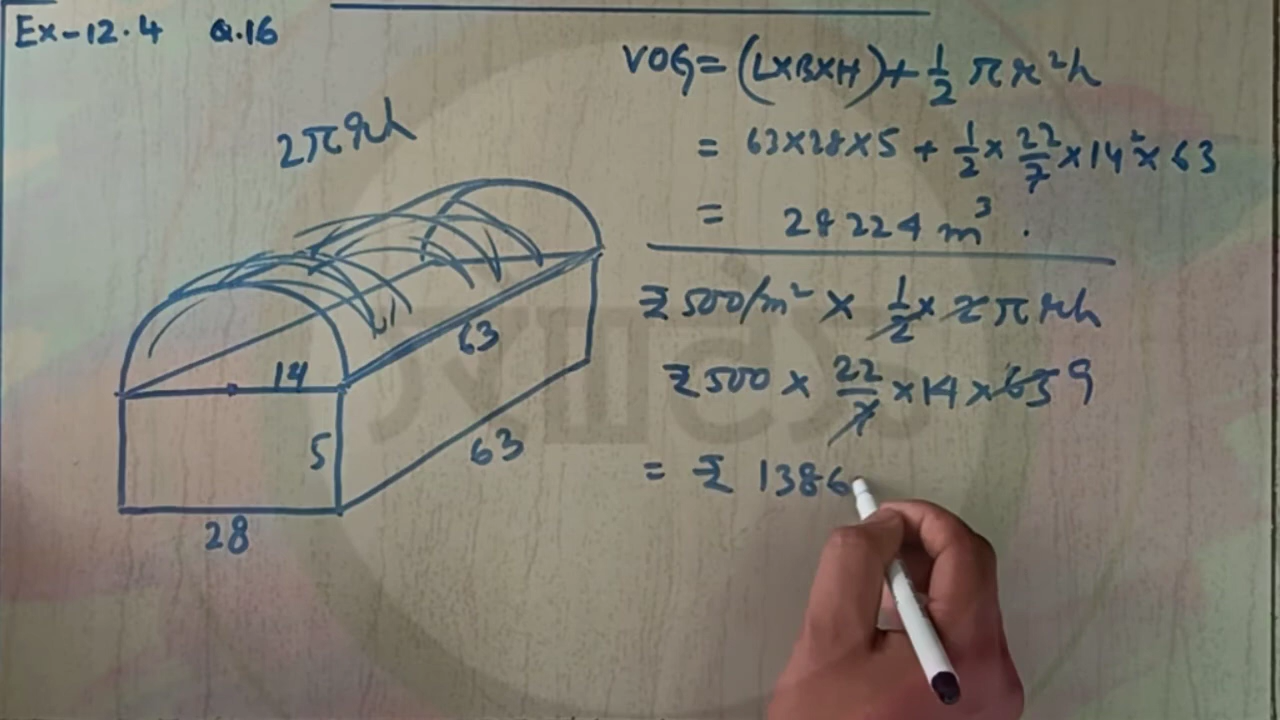 Ex-12.4 Q.16
VOG = (L×B×H) + 1/2 πr²h
= 63×28×5 + 1/2 × 22/7 × 14² × 63
= 28224 m³.
2πrh
₹500/m² × 1/2 × 2πrh
₹500 × 22/7 × 14 × 63 9
= ₹ 1386
14
63
5
63
28